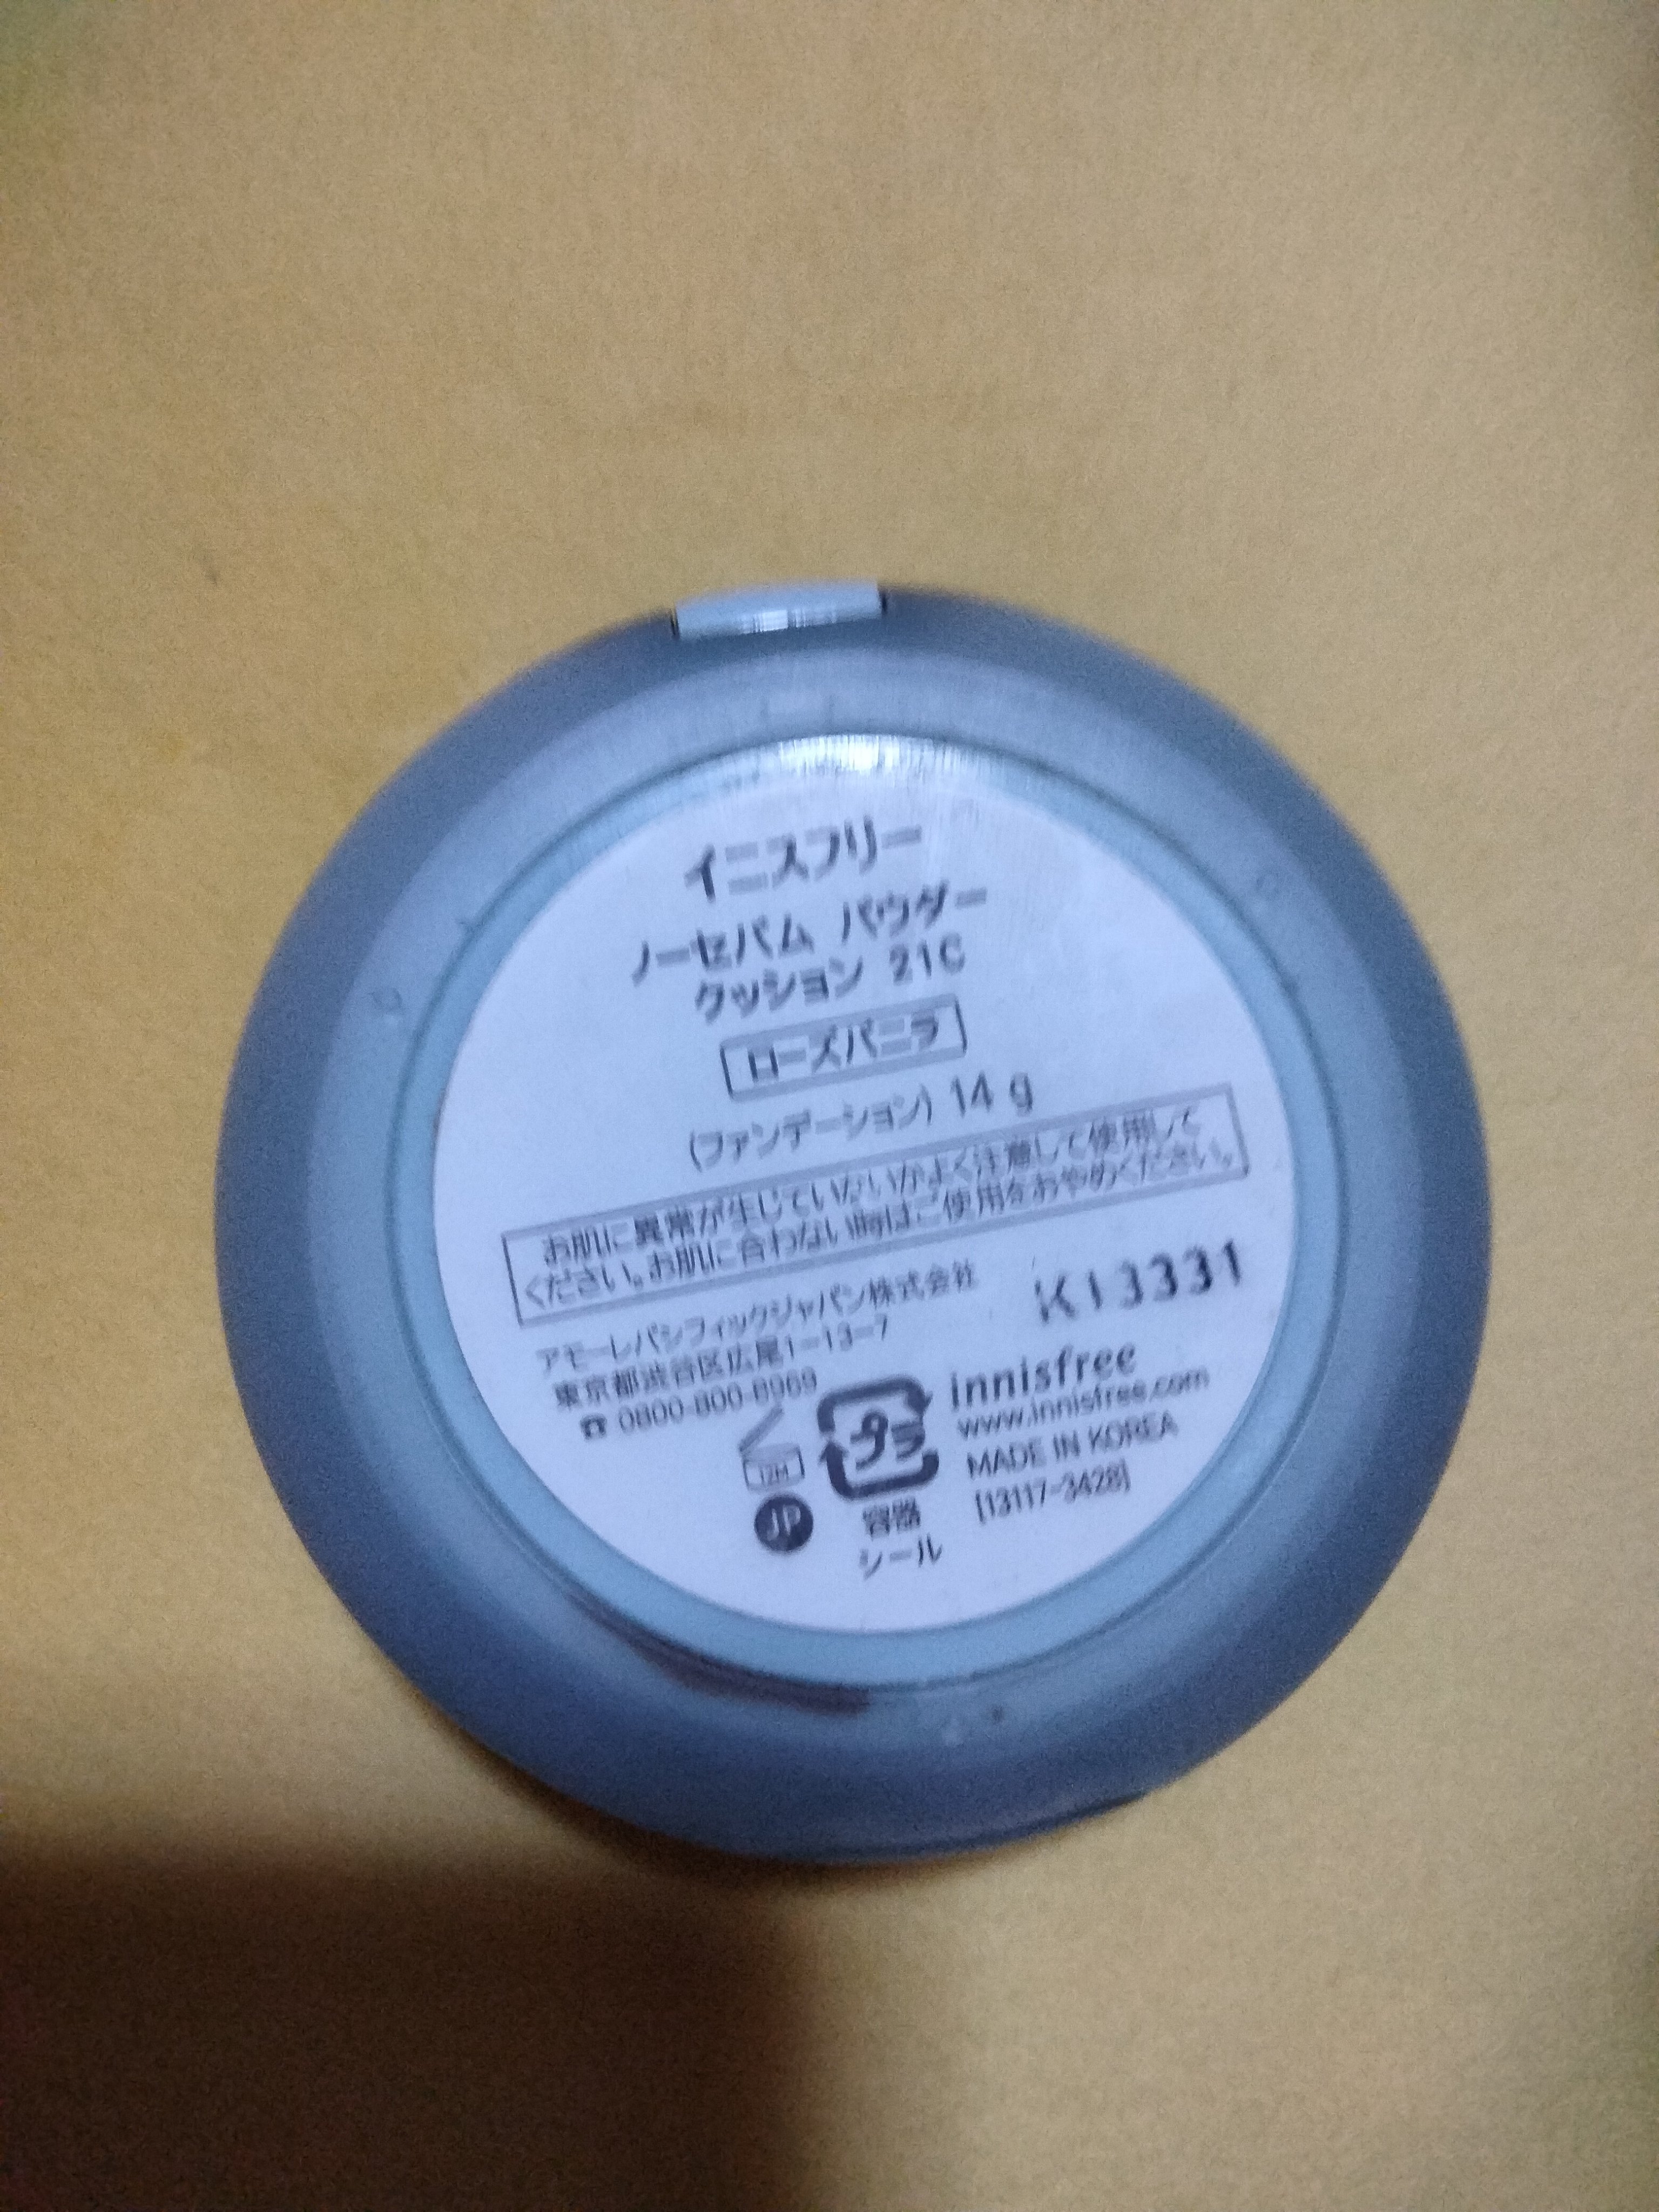 イニスフリー
ノーセバム パウダー
クッション 21C
ローズバニラ
(ファンデーション) 14 g
お肌に異常が生じていないかよく注意して使用して
ください。お肌に合わない時はご使用をおやめください。
アモーレパシフィックジャパン株式会社
東京都渋谷区広尾1-13-7
☎ 0800-800-8969
K13331
innisfree
www.innisfree.com
MADE IN KOREA
[13117-3428]
12M
プラ
JP
容器
シール